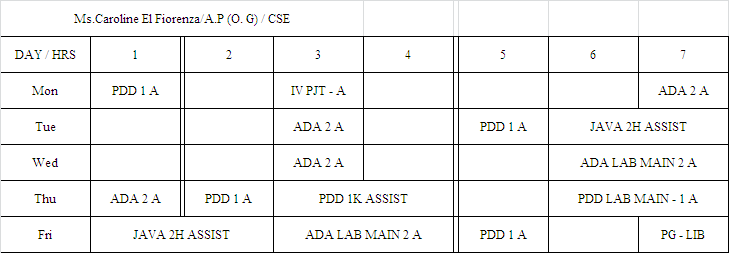 Ms.Caroline El Fiorenza/A.P (O. G) / CSE
DAY / HRS 1 2 3 4 5 6 7
Mon PDD 1 A IV PJT - A ADA 2 A
Tue ADA 2 A PDD 1 A JAVA 2H ASSIST
Wed ADA 2 A ADA LAB MAIN 2 A
Thu ADA 2 A PDD 1 A PDD 1K ASSIST PDD LAB MAIN - 1 A
Fri JAVA 2H ASSIST ADA LAB MAIN 2 A PDD 1 A PG - LIB